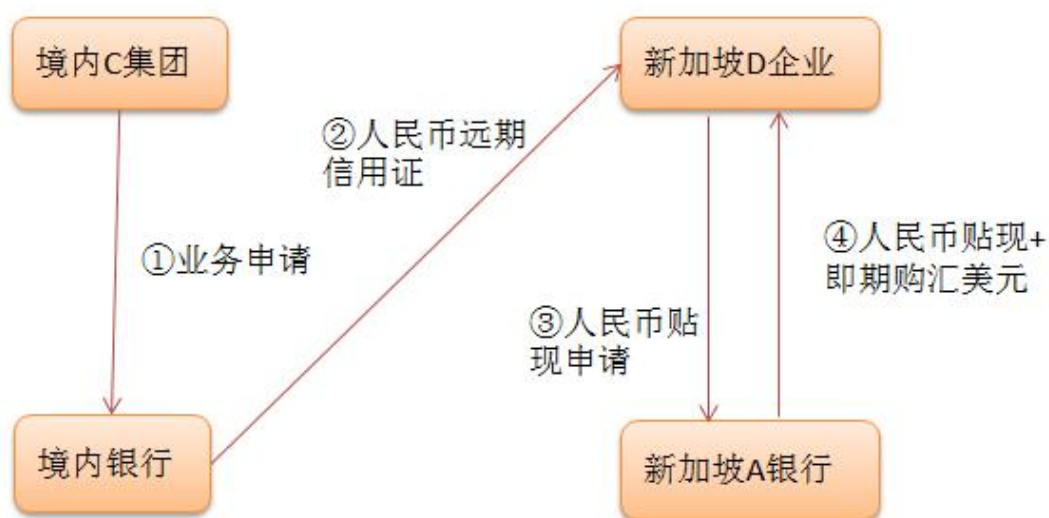 境内C集团
新加坡D企业
②人民币远期
信用证
①业务申请
④人民币贴现+
即期购汇美元
③人民币贴
现申请
境内银行
新加坡A银行